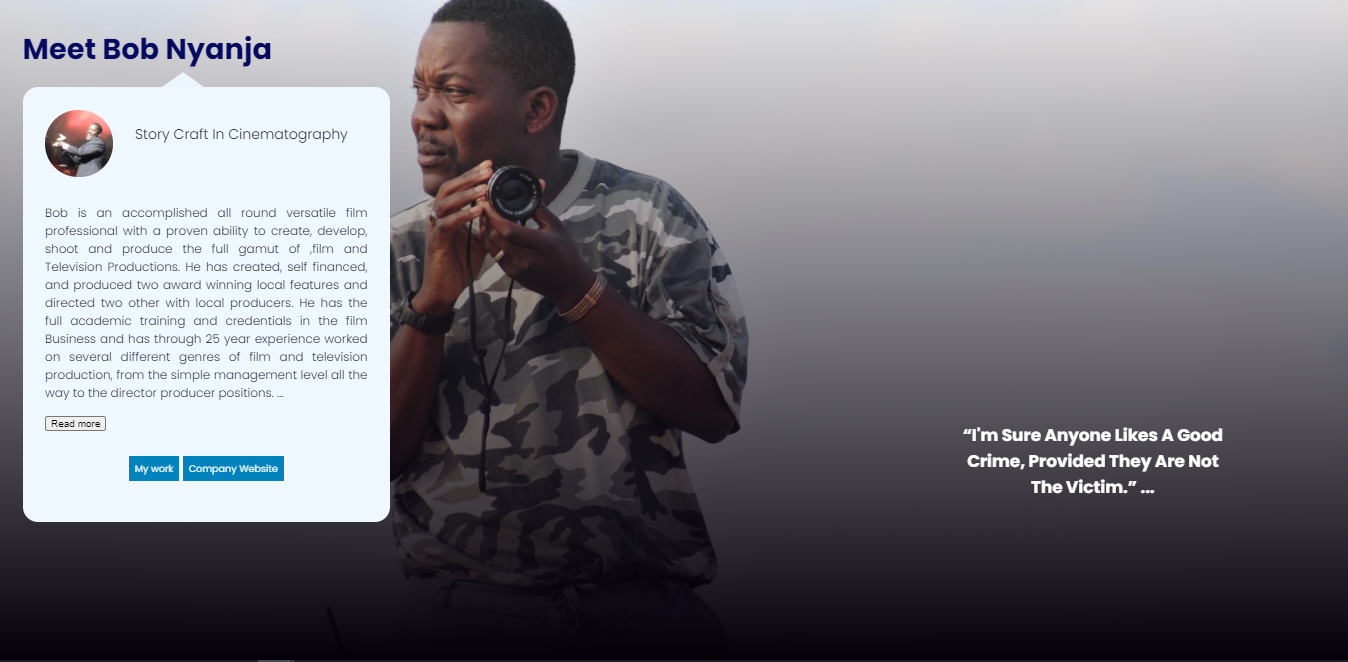 Meet Bob Nyanja
Story Craft In Cinematography
Bob is an accomplished all round versatile film
professional with a proven ability to create, develop,
shoot and produce the full gamut of ,film and
Television Productions. He has created, self financed,
and produced two award winning local features and
directed two other with local producers. He has the
full academic training and credentials in the film
Business and has through 25 year experience worked
on several different genres of film and television
production, from the simple management level all the
way to the director producer positions. ...
Read more
My work Company Website
“I'm Sure Anyone Likes A Good
Crime, Provided They Are Not
The Victim.” ...